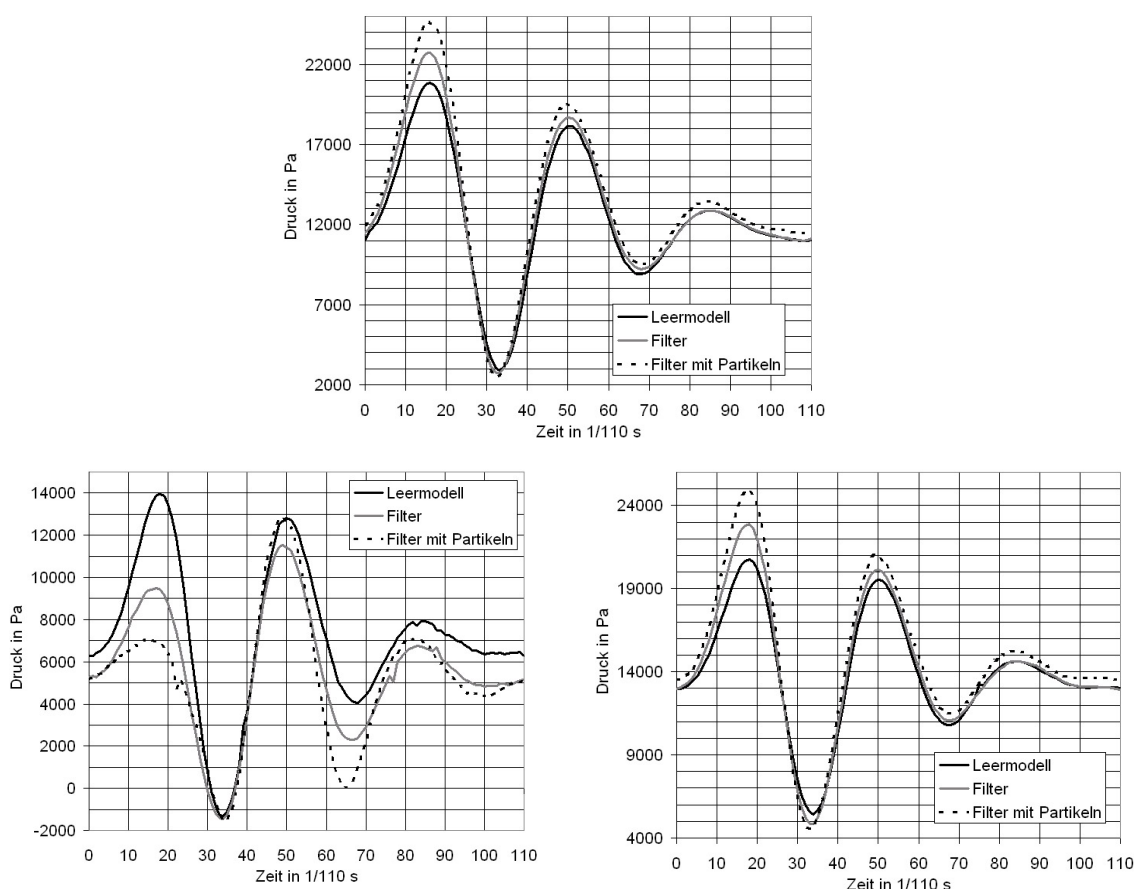 22000
17000
12000
7000
2000
Druck in Pa
Leermodell
Filter
Filter mit Partikeln
0 10 20 30 40 50 60 70 80 90 100 110
Zeit in 1/110 s
14000
12000
10000
8000
6000
4000
2000
0
-2000
Druck in Pa
Leermodell
Filter
Filter mit Partikeln
0 10 20 30 40 50 60 70 80 90 100 110
Zeit in 1/110 s
24000
19000
14000
9000
4000
Druck in Pa
Leermodell
Filter
Filter mit Partikeln
0 10 20 30 40 50 60 70 80 90 100 110
Zeit in 1/110 s